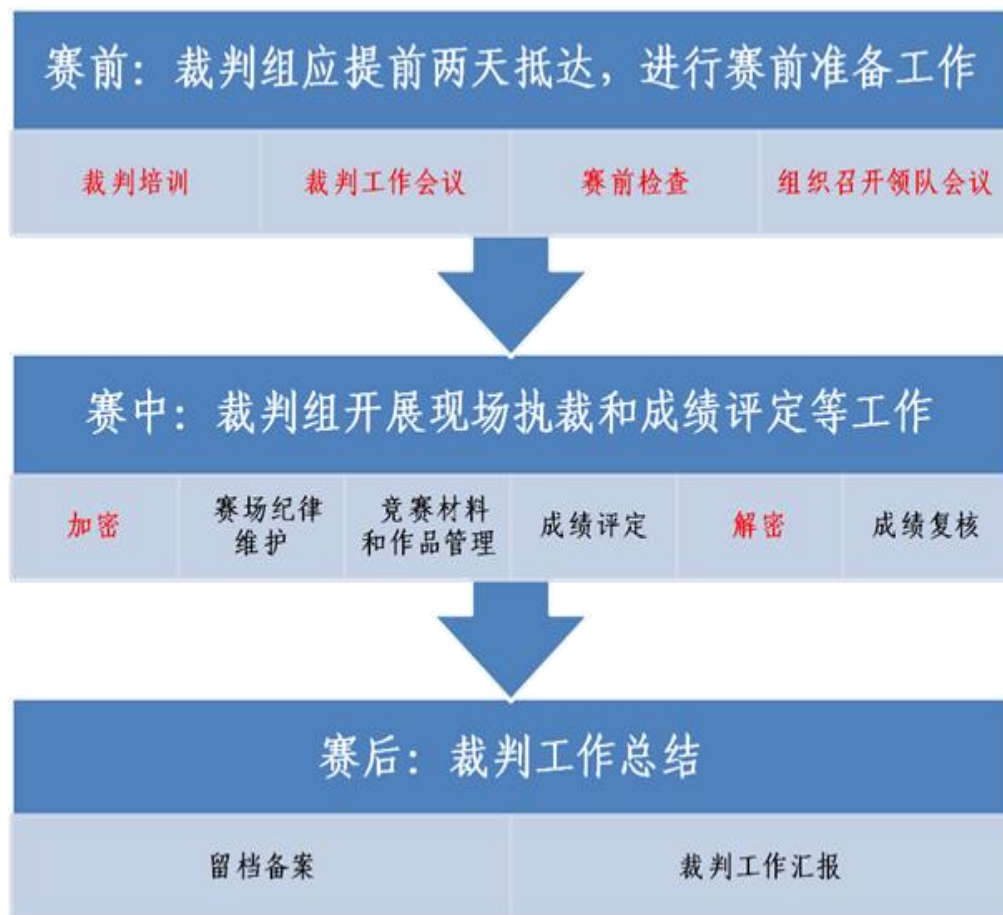 赛前：裁判组应提前两天抵达，进行赛前准备工作
裁判培训
裁判工作会议
赛前检查
组织召开领队会议
赛中：裁判组开展现场执裁和成绩评定等工作
加密
赛场纪律
维护
竞赛材料
和作品管理
成绩评定
解密
成绩复核
赛后：裁判工作总结
留档备案
裁判工作汇报